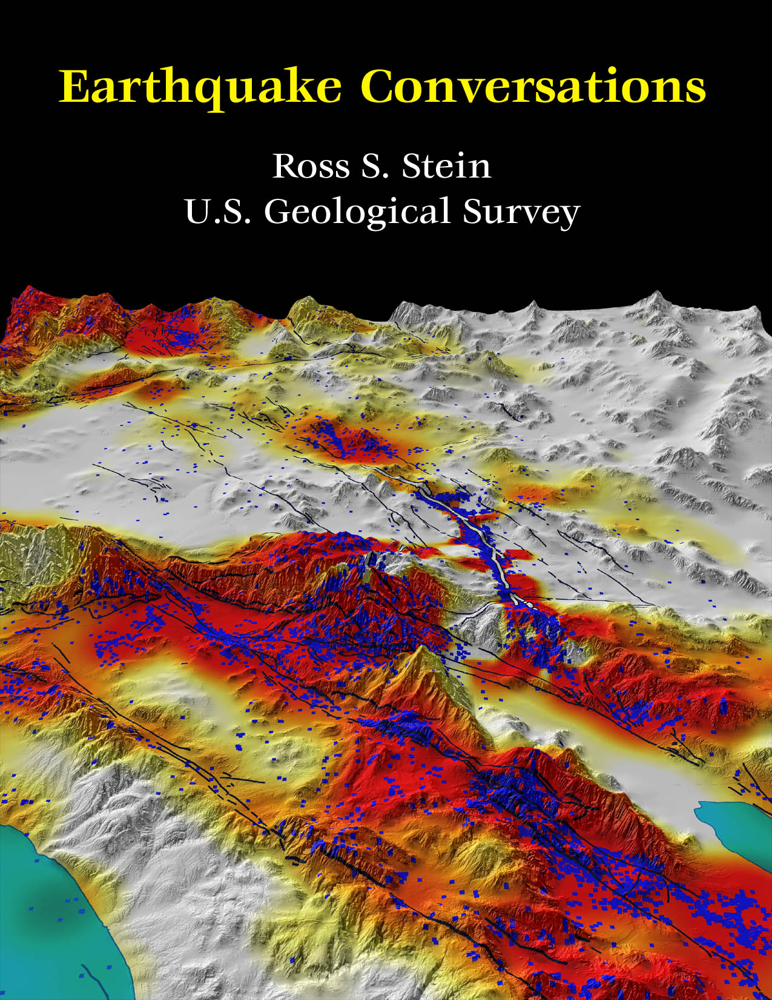 Earthquake Conversations
Ross S. Stein
U.S. Geological Survey